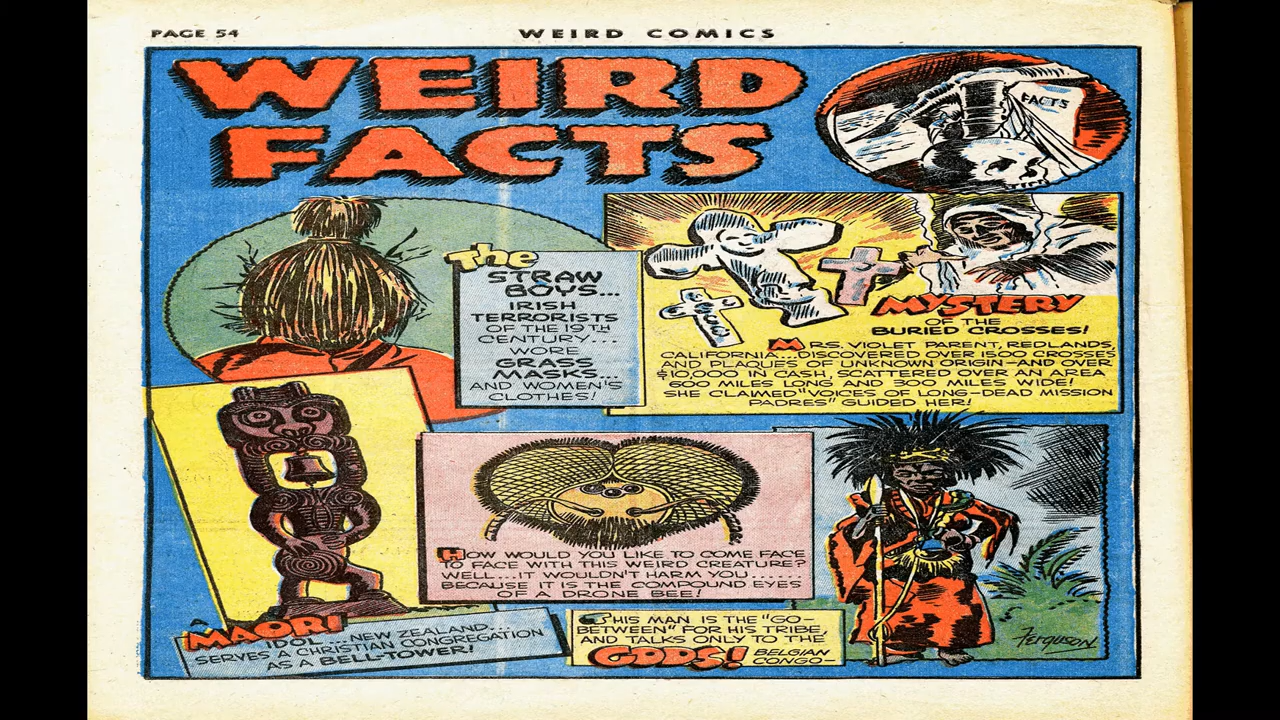 PAGE 54
WEIRD COMICS
WEIRD
FACTS
FACTS
The
STRAW
BOYS...
IRISH
TERRORISTS
OF THE 19TH
CENTURY...
WORE
GRASS
MASKS...
AND WOMEN'S
CLOTHES!
MYSTERY
OF THE
BURIED CROSSES!
MRS. VIOLET PARENT, REDLANDS,
CALIFORNIA...DISCOVERED OVER 1500 CROSSES
AND PLAQUES OF UNKNOWN ORIGIN—AND OVER
$10,000 IN CASH, SCATTERED OVER AN AREA
600 MILES LONG AND 300 MILES WIDE!
SHE CLAIMED "VOICES OF LONG-DEAD MISSION
PADRES" GUIDED HER!
HOW WOULD YOU LIKE TO COME FACE
TO FACE WITH THIS WEIRD CREATURE?
WELL...IT WOULDN'T HARM YOU.....
BECAUSE IT IS THE COMPOUND EYES
OF A DRONE BEE!
MAORI
IDOL...NEW ZEALAND...
SERVES A CHRISTIAN CONGREGATION
AS A BELL-TOWER!
THIS MAN IS THE "GO-
BETWEEN" FOR HIS TRIBE,
AND TALKS ONLY TO THE
GODS! BELGIAN
CONGO-
Ferguson